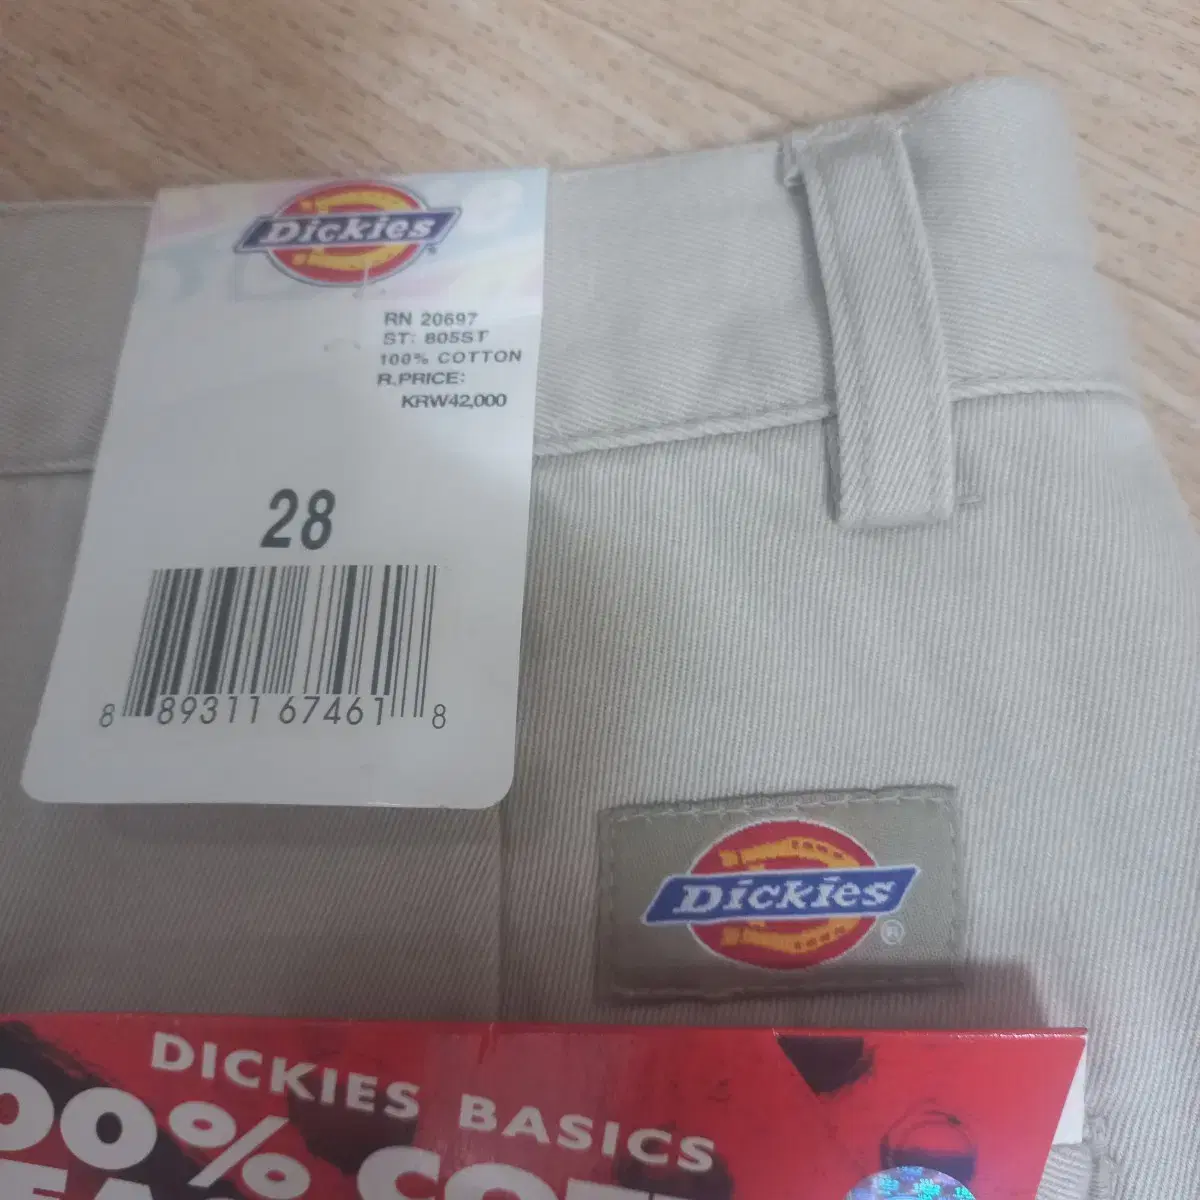 Dickies
RN 20697
ST: 805ST
100% COTTON
R.PRICE:
KRW42,000
28
8 89311 67461 8
Dickies ®
DICKIES BASICS